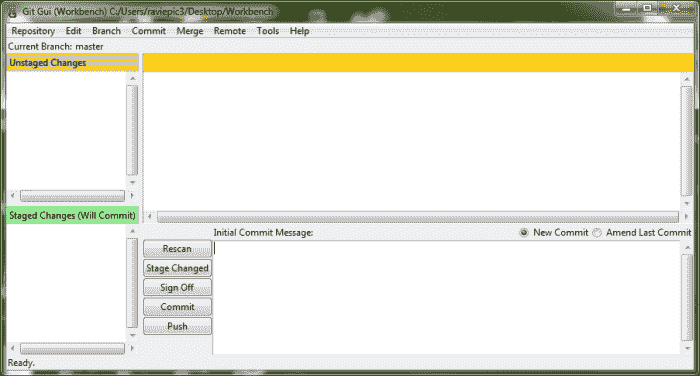 Git Gui (Workbench) C:/Users/raviepic3/Desktop/Workbench
Repository Edit Branch Commit Merge Remote Tools Help
Current Branch: master
Unstaged Changes
Staged Changes (Will Commit)
Initial Commit Message:
New Commit
Amend Last Commit
Rescan
Stage Changed
Sign Off
Commit
Push
Ready.